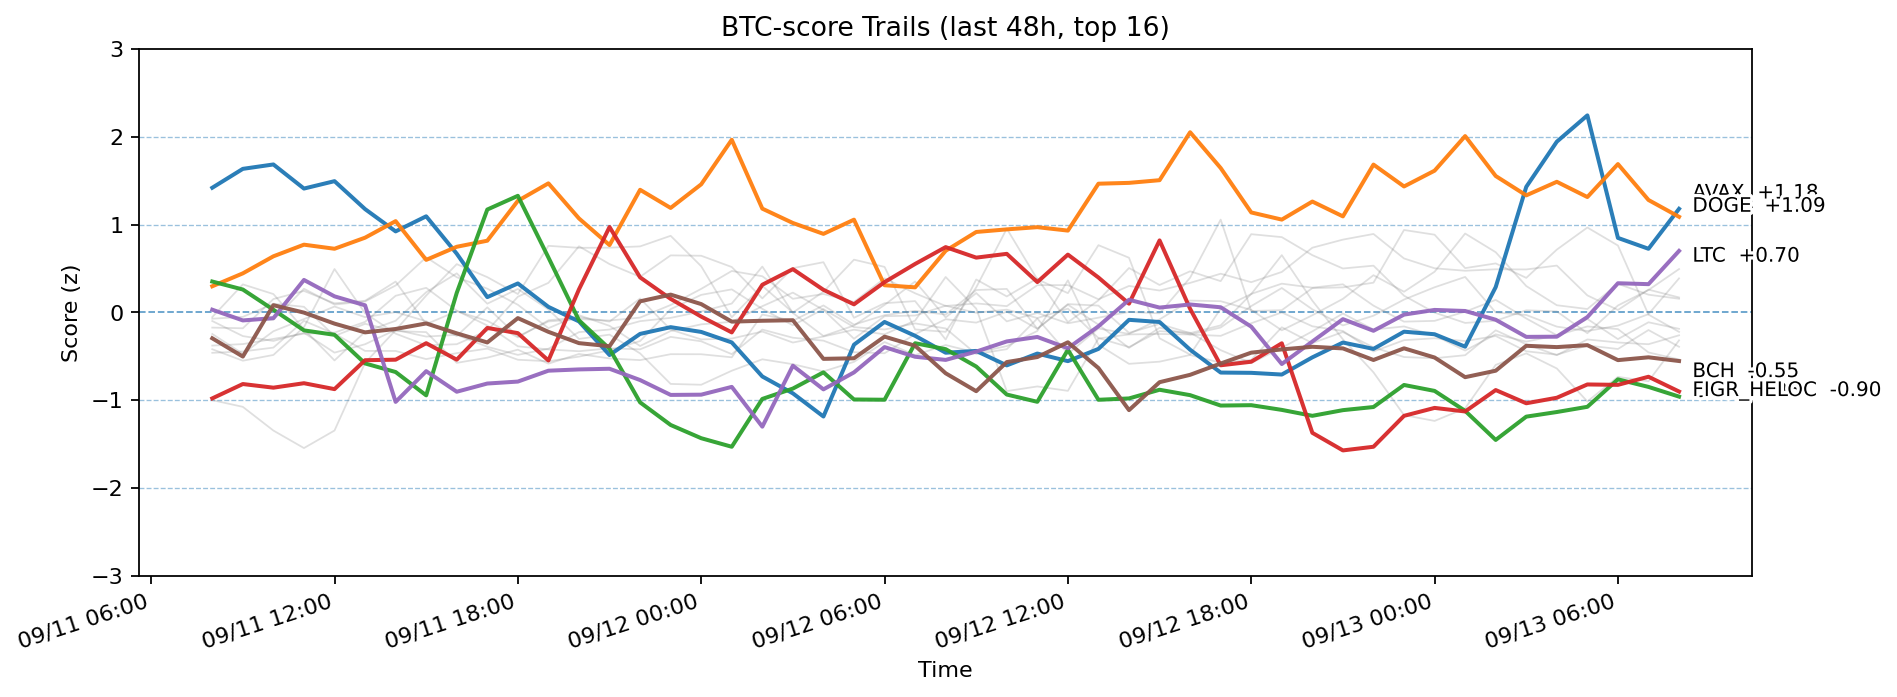 BTC-score Trails (last 48h, top 16)
3
2
1
0
−1
−2
−3
Score (z)
AVAX +1.18
DOGE +1.09
LTC +0.70
BCH -0.55
FIGR_HELOC -0.90
09/11 06:00
09/11 12:00
09/11 18:00
09/12 00:00
09/12 06:00
09/12 12:00
09/12 18:00
09/13 00:00
09/13 06:00
Time